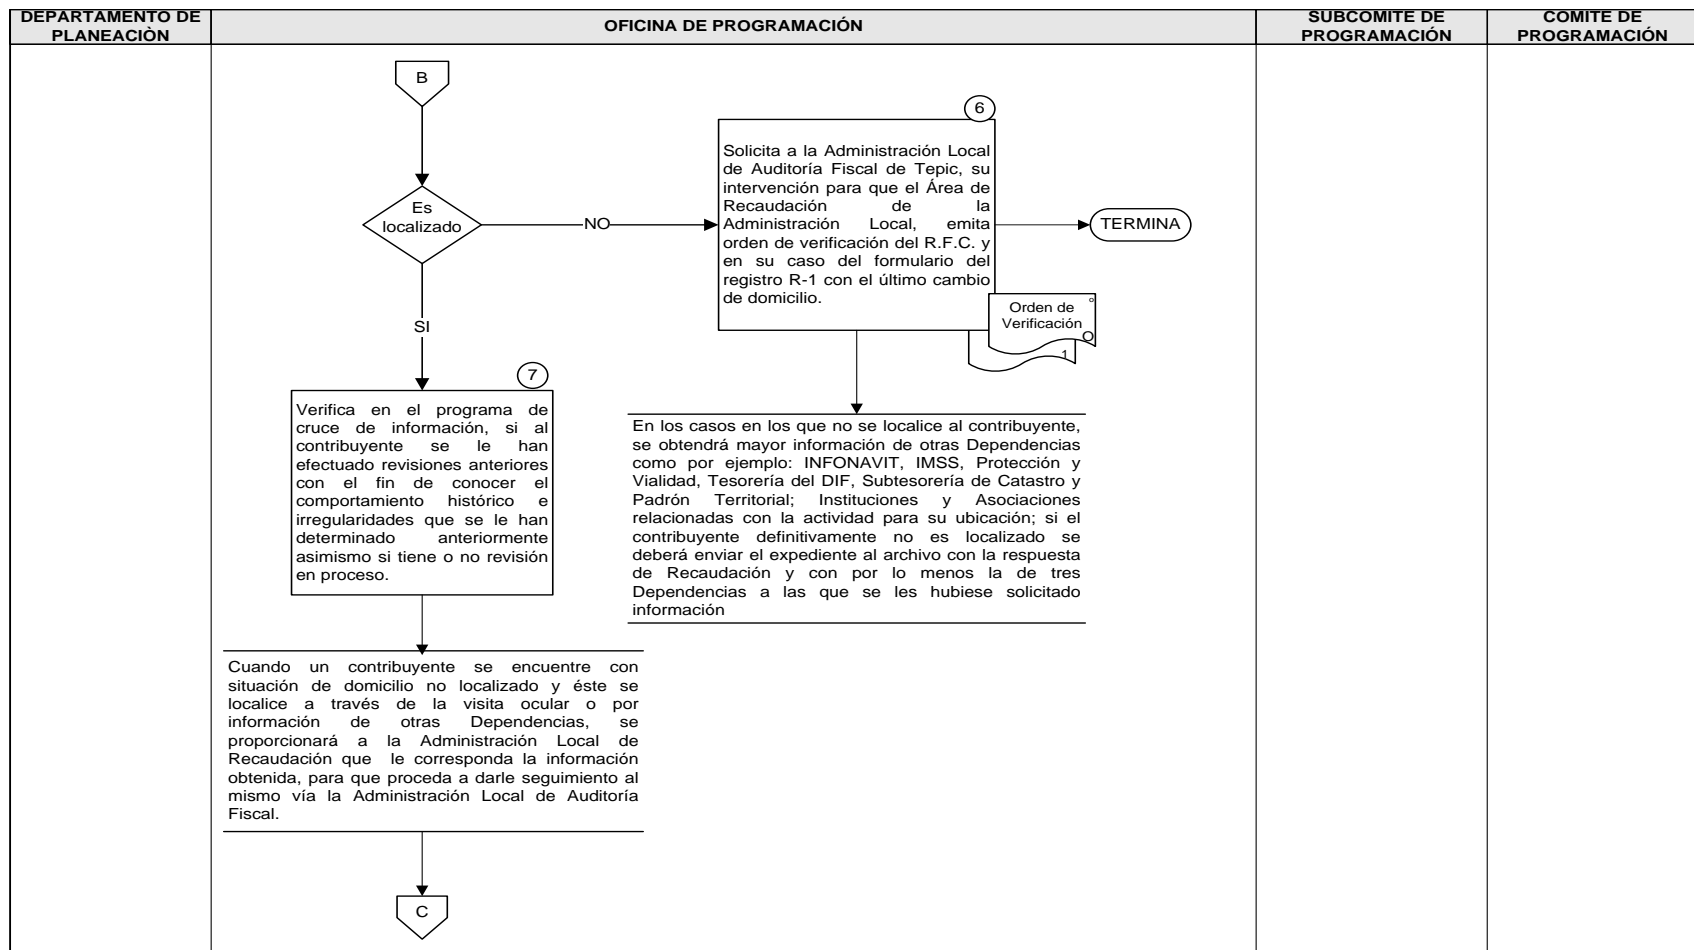 DEPARTAMENTO DE
PLANEACIÒN
OFICINA DE PROGRAMACIÓN
SUBCOMITE DE
PROGRAMACIÓN
COMITE DE
PROGRAMACIÓN
B
Es
localizado
NO
6
Solicita a la Administración Local
de Auditoría Fiscal de Tepic, su
intervención para que el Área de
Recaudación de la
Administración Local, emita
orden de verificación del R.F.C. y
en su caso del formulario del
registro R-1 con el último cambio
de domicilio.
TERMINA
Orden de
Verificación
O
1
SI
7
Verifica en el programa de
cruce de información, si al
contribuyente se le han
efectuado revisiones anteriores
con el fin de conocer el
comportamiento histórico e
irregularidades que se le han
determinado anteriormente
asimismo si tiene o no revisión
en proceso.
En los casos en los que no se localice al contribuyente,
se obtendrá mayor información de otras Dependencias
como por ejemplo: INFONAVIT, IMSS, Protección y
Vialidad, Tesorería del DIF, Subtesorería de Catastro y
Padrón Territorial; Instituciones y Asociaciones
relacionadas con la actividad para su ubicación; si el
contribuyente definitivamente no es localizado se
deberá enviar el expediente al archivo con la respuesta
de Recaudación y con por lo menos la de tres
Dependencias a las que se les hubiese solicitado
información
Cuando un contribuyente se encuentre con
situación de domicilio no localizado y éste se
localice a través de la visita ocular o por
información de otras Dependencias, se
proporcionará a la Administración Local de
Recaudación que le corresponda la información
obtenida, para que proceda a darle seguimiento al
mismo vía la Administración Local de Auditoría
Fiscal.
C